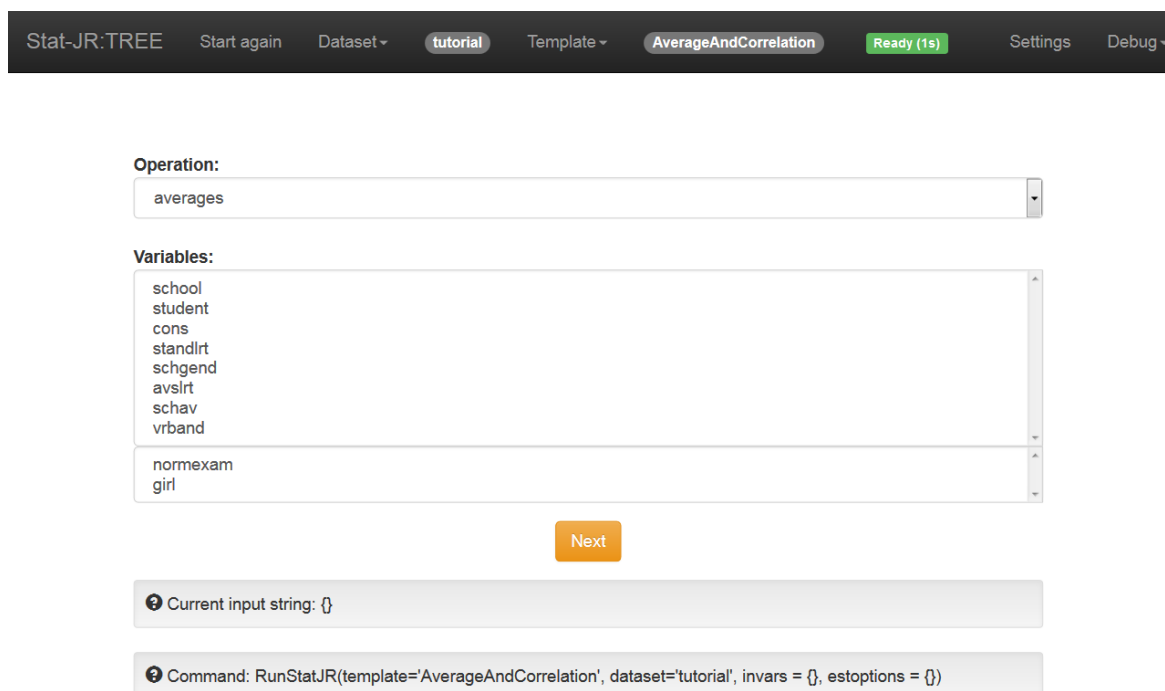 Stat-JR:TREE Start again Dataset tutorial Template AverageAndCorrelation Ready (1s) Settings Debug
Operation:
averages
Variables:
school
student
cons
standlrt
schgend
avslrt
schav
vrband
normexam
girl
Next
Current input string: {}
Command: RunStatJR(template='AverageAndCorrelation', dataset='tutorial', invars = {}, estoptions = {})